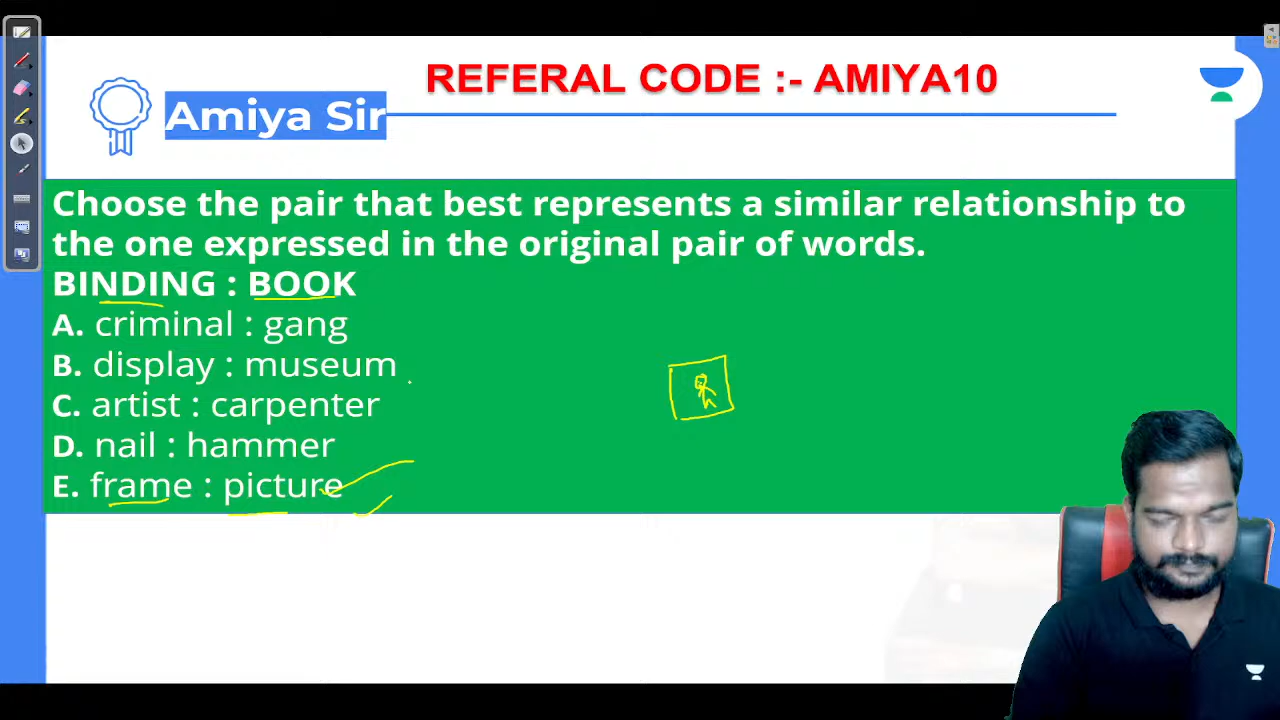 REFERAL CODE :- AMIYA10
Amiya Sir
Choose the pair that best represents a similar relationship to
the one expressed in the original pair of words.
BINDING : BOOK
A. criminal : gang
B. display : museum
C. artist : carpenter
D. nail : hammer
E. frame : picture